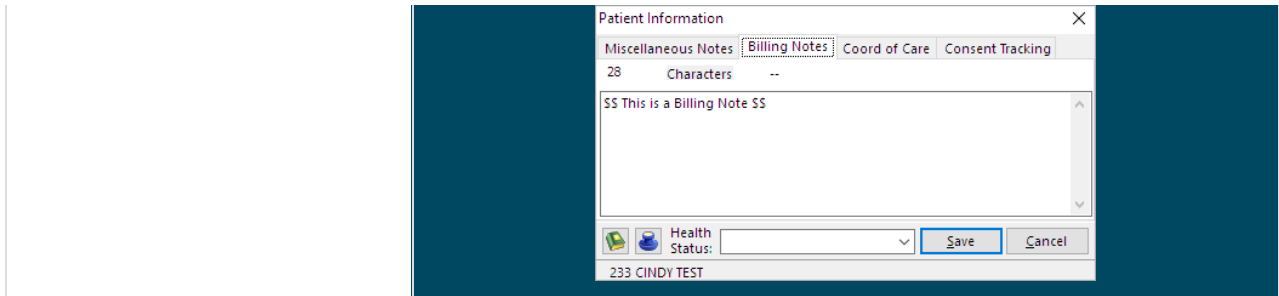 Patient Information
Miscellaneous Notes Billing Notes Coord of Care Consent Tracking
28 Characters --
$$ This is a Billing Note $$
Health
Status:
Save Cancel
233 CINDY TEST